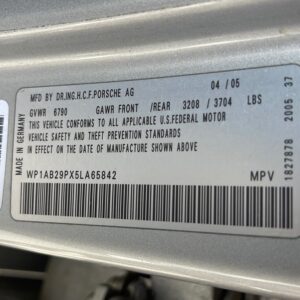 MFD BY DR.ING.H.C.F.PORSCHE AG 04 / 05
GVWR 6790 GAWR FRONT /REAR 3208 / 3704 LBS
THIS VEHICLE CONFORMS TO ALL APPLICABLE
U.S.FEDERAL MOTOR
VEHICLE SAFETY AND THEFT PREVENTION STANDARDS
IN EFFECT ON THE DATE OF MANUFACTURE SHOWN
ABOVE.
WP1AB29PX5LA65842 MPV
MADE IN GERMANY
1827878 2005 37